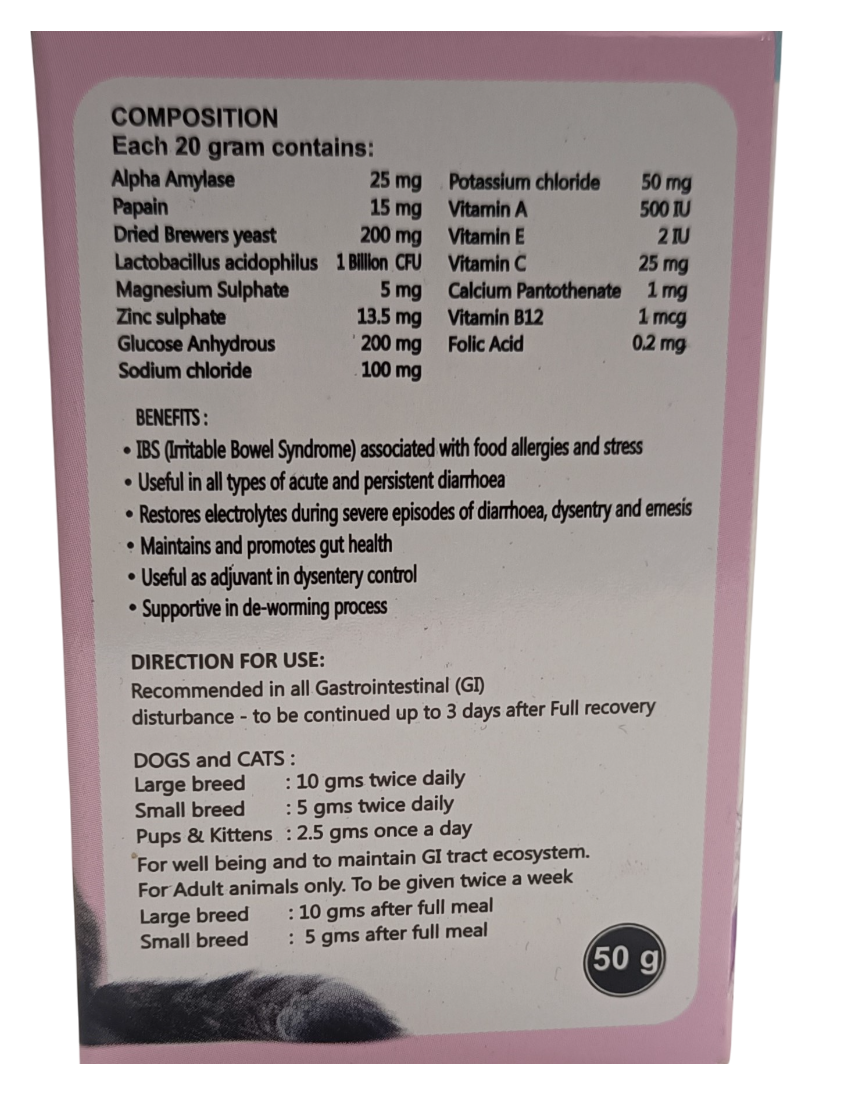 COMPOSITION
Each 20 gram contains:
Alpha Amylase 25 mg
Papain 15 mg
Dried Brewers yeast 200 mg
Lactobacillus acidophilus 1 Billion CFU
Magnesium Sulphate 5 mg
Zinc sulphate 13.5 mg
Glucose Anhydrous 200 mg
Sodium chloride 100 mg
Potassium chloride 50 mg
Vitamin A 500 IU
Vitamin E 2 IU
Vitamin C 25 mg
Calcium Pantothenate 1 mg
Vitamin B12 1 mcg
Folic Acid 0.2 mg
BENEFITS :
• IBS (Irritable Bowel Syndrome) associated with food allergies and stress
• Useful in all types of acute and persistent diarrhoea
• Restores electrolytes during severe episodes of diarrhoea, dysentry and emesis
• Maintains and promotes gut health
• Useful as adjuvant in dysentery control
• Supportive in de-worming process
DIRECTION FOR USE:
Recommended in all Gastrointestinal (GI)
disturbance - to be continued up to 3 days after Full recovery
DOGS and CATS :
Large breed : 10 gms twice daily
Small breed : 5 gms twice daily
Pups & Kittens : 2.5 gms once a day
For well being and to maintain GI tract ecosystem.
For Adult animals only. To be given twice a week
Large breed : 10 gms after full meal
Small breed : 5 gms after full meal
50 g